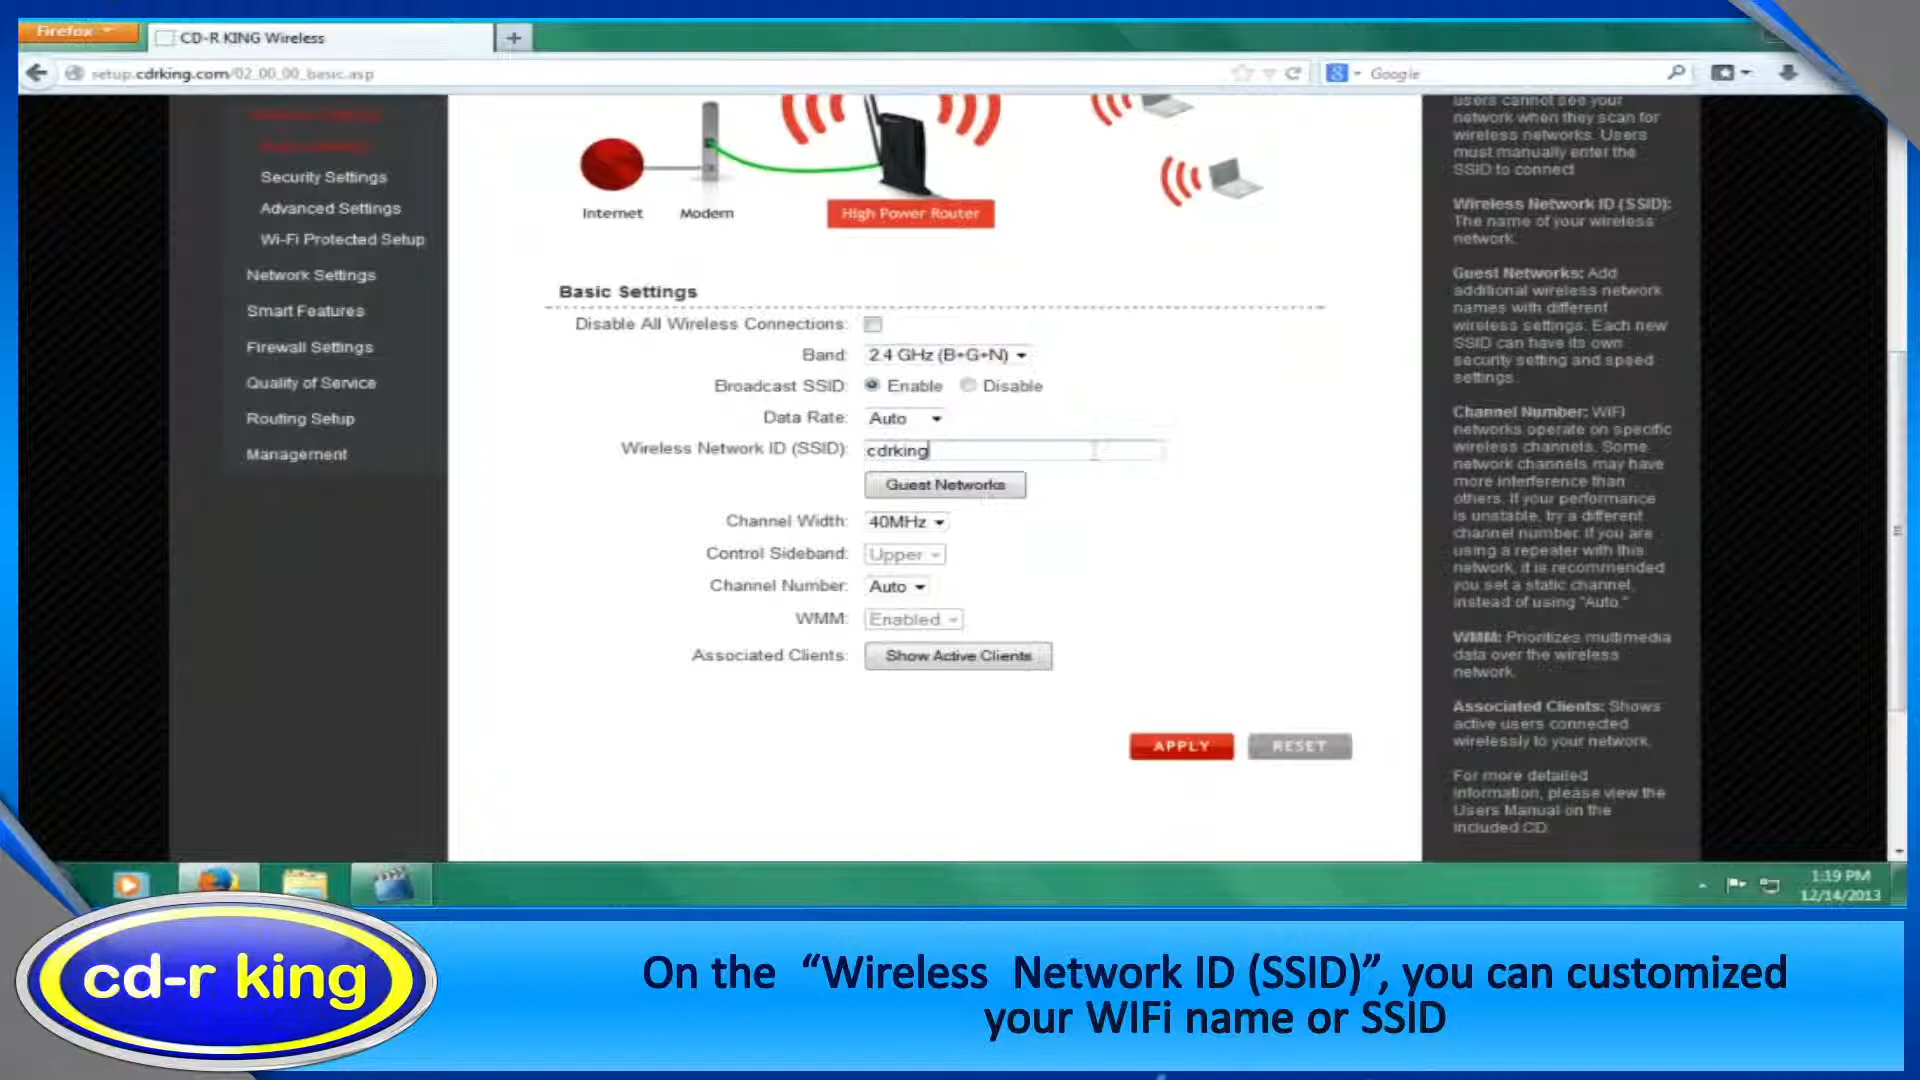 Firefox
CD-R KING Wireless
setup.cdrking.com/02_00_00_basic.asp
Google
Security Settings
Advanced Settings
Wi-Fi Protected Setup
Network Settings
Smart Features
Firewall Settings
Quality of Service
Routing Setup
Management
Internet
Modem
High Power Router
Basic Settings
Disable All Wireless Connections:
Band: 2.4 GHz (B+G+N)
Broadcast SSID: Enable Disable
Data Rate: Auto
Wireless Network ID (SSID): cdrking
Guest Networks
Channel Width: 40MHz
Control Sideband: Upper
Channel Number: Auto
WMM: Enabled
Associated Clients: Show Active Clients
APPLY RESET
users cannot see your
network when they scan for
wireless networks. Users
must manually enter the
SSID to connect
Wireless Network ID (SSID):
The name of your wireless
network.
Guest Networks: Add
additional wireless network
names with different
wireless settings. Each new
SSID can have its own
security setting and speed
settings.
Channel Number: WiFi
networks operate on specific
wireless channels. Some
network channels may have
more interference than
others. If your performance
is unstable, try a different
channel number. If you are
using a repeater with this
network, it is recommended
you set a static channel,
instead of using "Auto."
WMM: Prioritizes multimedia
data over the wireless
network.
Associated Clients: Shows
active users connected
wirelessly to your network.
For more detailed
information, please view the
Users Manual on the
included CD.
1:19 PM
12/14/2013
cd-r king
On the “Wireless Network ID (SSID)”, you can customized
your WIFi name or SSID